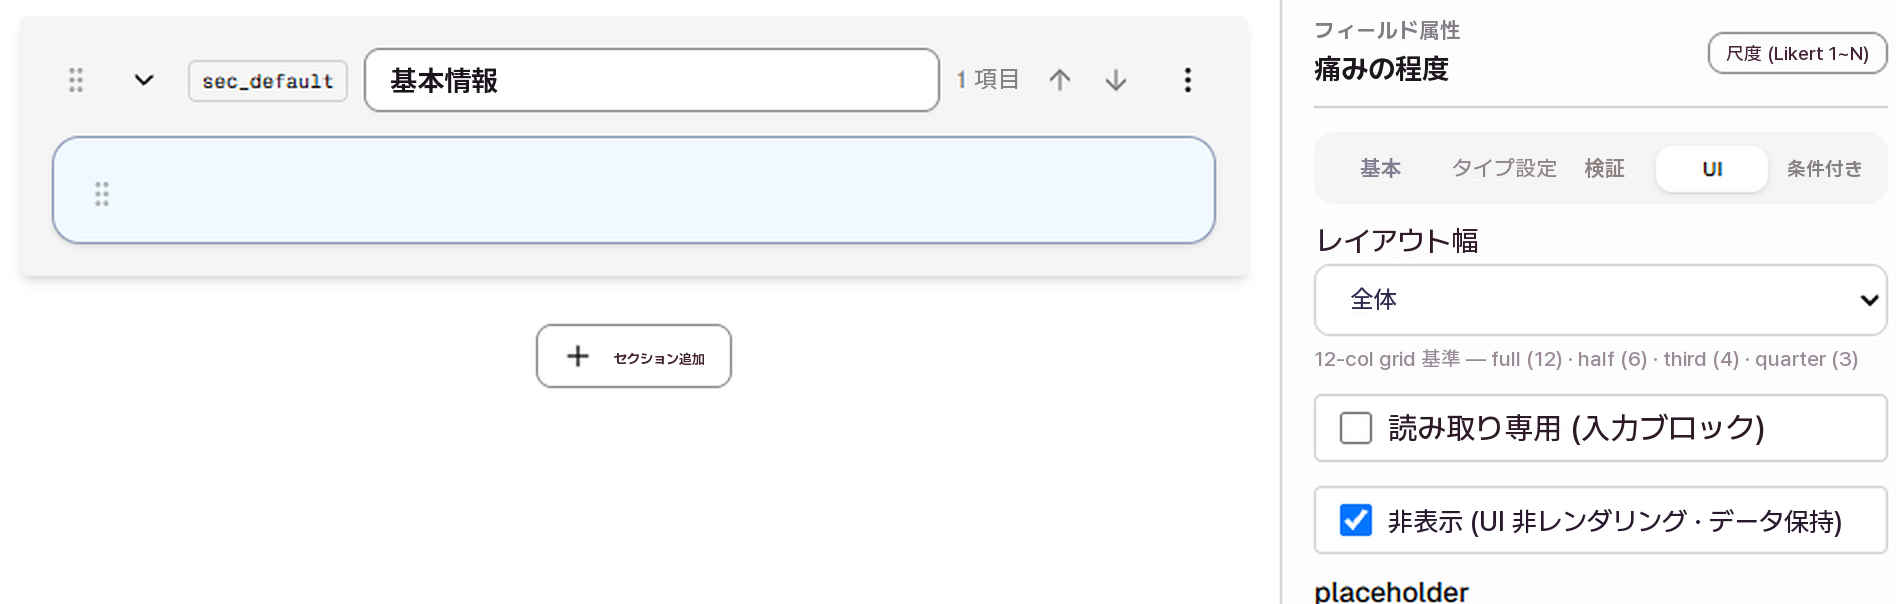 sec_default
基本情報
1 項目
セクション追加
フィールド属性
痛みの程度
尺度 (Likert 1~N)
基本 タイプ設定 検証 UI 条件付き
レイアウト幅
全体
12-col grid 基準 — full (12) · half (6) · third (4) · quarter (3)
読み取り専用 (入力ブロック)
非表示 (UI 非レンダリング · データ保持)
placeholder